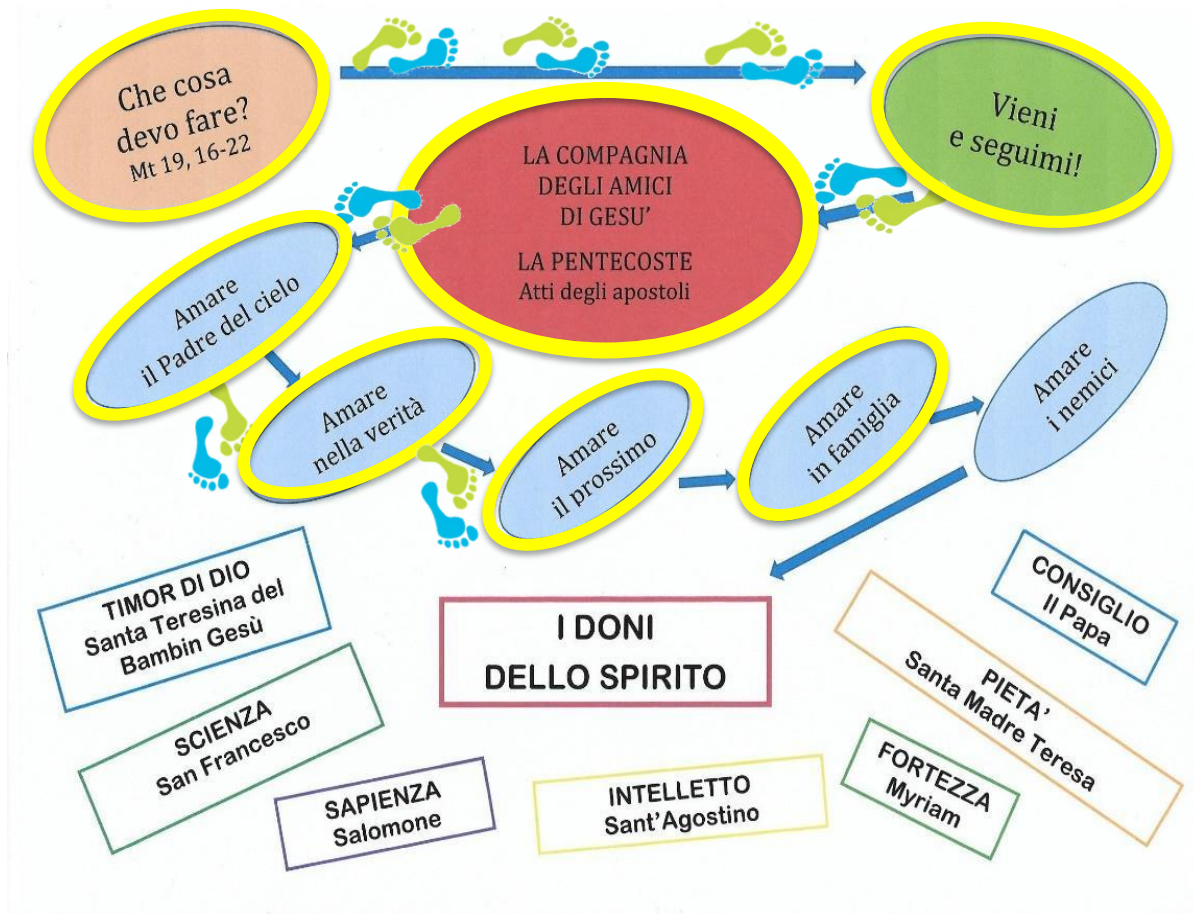 Che cosa
devo fare?
Mt 19, 16-22
Vieni
e seguimi!
LA COMPAGNIA
DEGLI AMICI
DI GESU’
LA PENTECOSTE
Atti degli apostoli
Amare
il Padre del cielo
Amare
nella verità
Amare
il prossimo
Amare
in famiglia
Amare
i nemici
TIMOR DI DIO
Santa Teresina del
Bambin Gesù
I DONI
DELLO SPIRITO
CONSIGLIO
Il Papa
PIETA’
Santa Madre Teresa
SCIENZA
San Francesco
SAPIENZA
Salomone
INTELLETTO
Sant’Agostino
FORTEZZA
Myriam